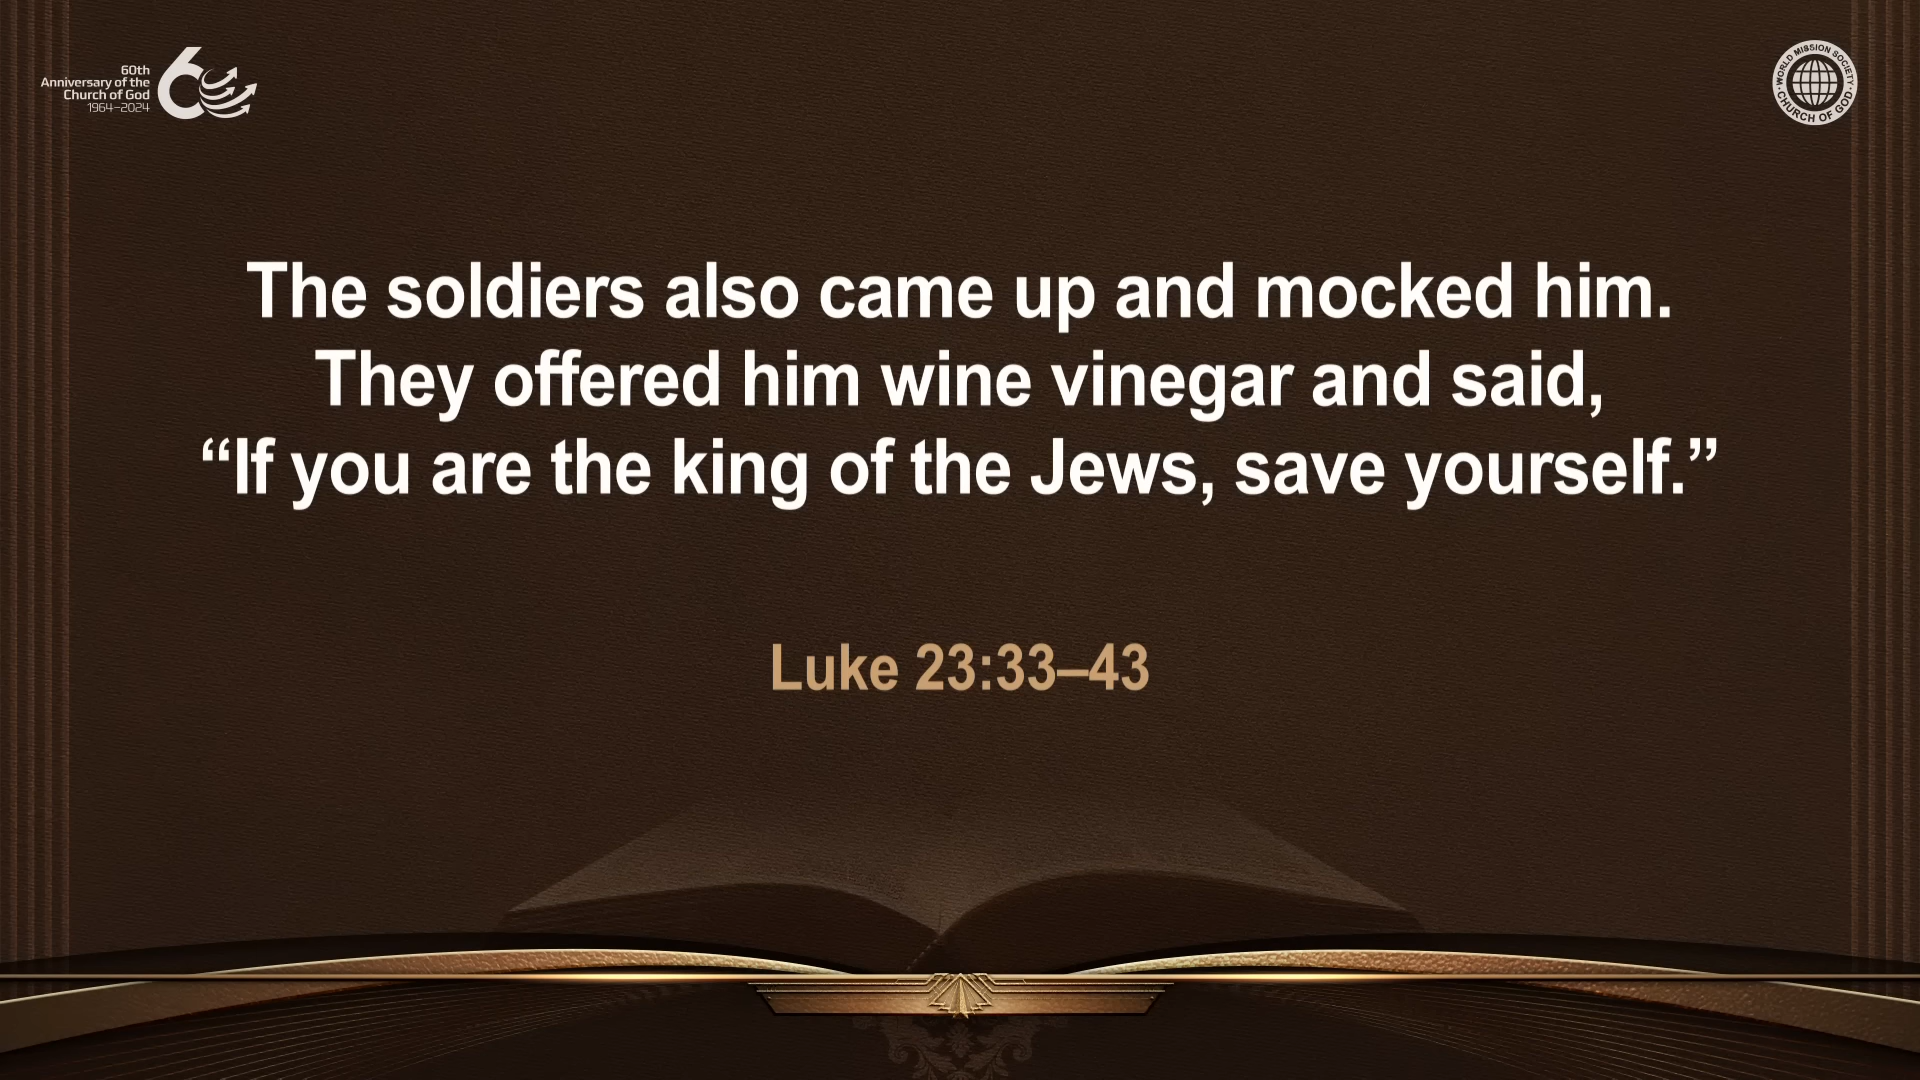 60th
Anniversary of the
Church of God
1964–2024
WORLD MISSION SOCIETY
CHURCH OF GOD
The soldiers also came up and mocked him.
They offered him wine vinegar and said,
“If you are the king of the Jews, save yourself.”
Luke 23:33–43